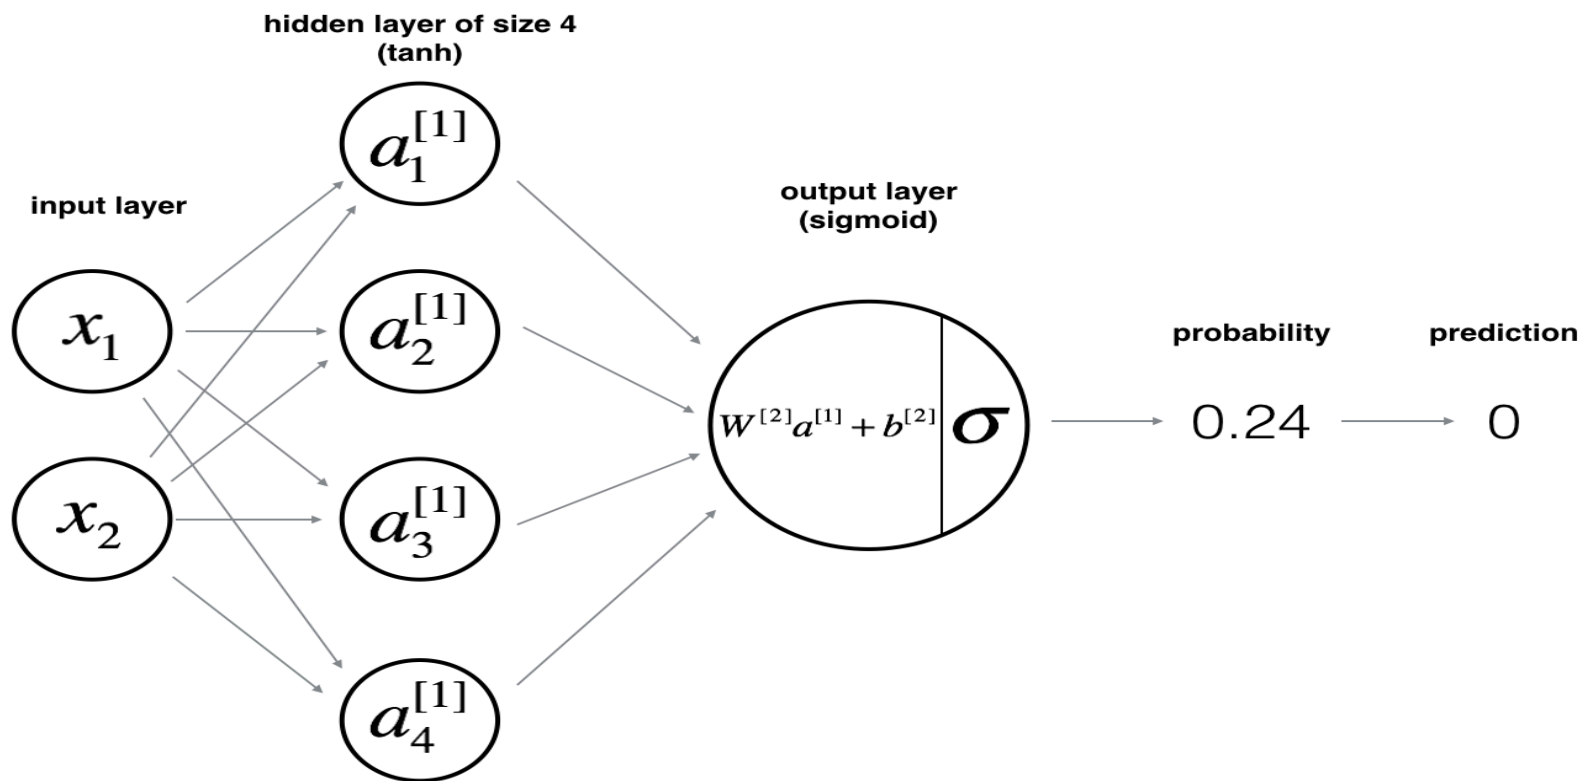 hidden layer of size 4
(tanh)
a₁^[1]
input layer
output layer
(sigmoid)
x₁
a₂^[1]
probability
prediction
W^[2]a^[1] + b^[2]
σ
0.24
0
x₂
a₃^[1]
a₄^[1]